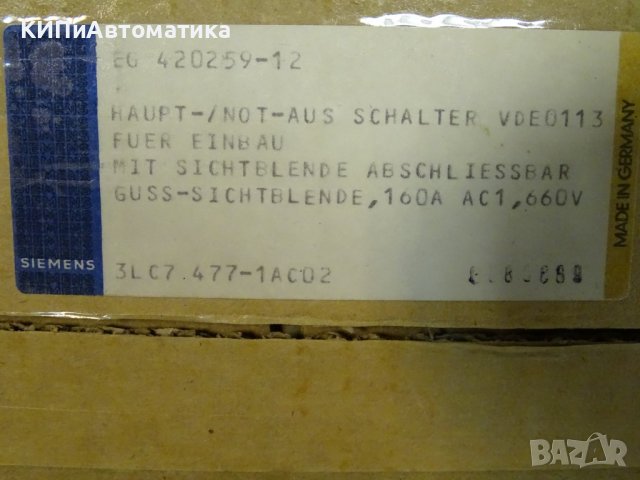 КИПиАвтоматика
EG 420259-12
HAUPT-/NOT-AUS SCHALTER VDE0113
FUER EINBAU
MIT SICHTBLENDE ABSCHLIESSBAR
GUSS-SICHTBLENDE,160A AC1,660V
SIEMENS
3LC7.477-1AC02
MADE IN GERMANY
BAZAR